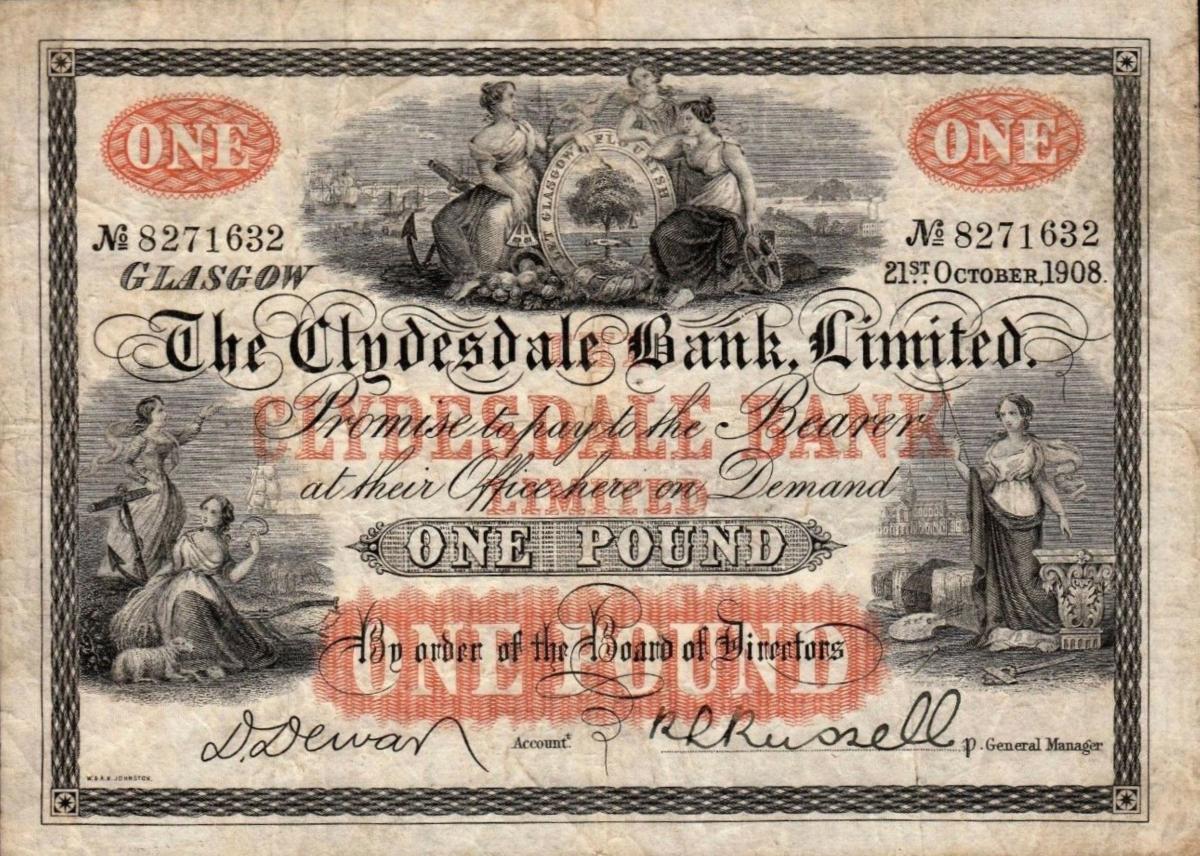 ONE
ONE
LET GLASGOW FLOURISH
No 8271632
No 8271632
GLASGOW
21ST OCTOBER, 1908.
The Clydesdale Bank, Limited.
THE
CLYDESDALE BANK
LIMITED
Promise to pay to the Bearer
at their Office here on Demand
ONE POUND
ONE POUND
By order of the Board of Directors
D. Dewar Accountt.
R L Russell p. General Manager
W. & A.K. JOHNSTON.